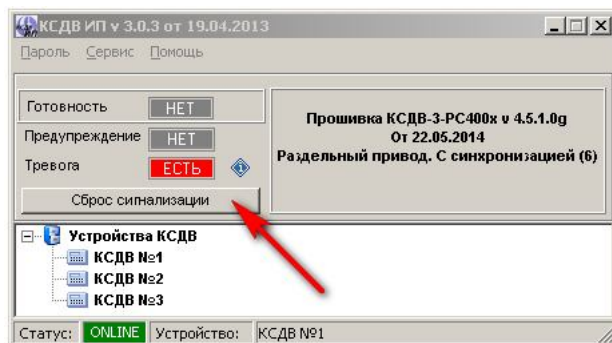 КСДВ ИП v 3.0.3 от 19.04.2013
Пароль Сервис Помощь
Готовность НЕТ
Предупреждение НЕТ
Тревога ЕСТЬ
Сброс сигнализации
Прошивка КСДВ-3-РС400х v 4.5.1.0g
От 22.05.2014
Раздельный привод. С синхронизацией (6)
Устройства КСДВ
КСДВ №1
КСДВ №2
КСДВ №3
Статус: ONLINE Устройство: КСДВ №1